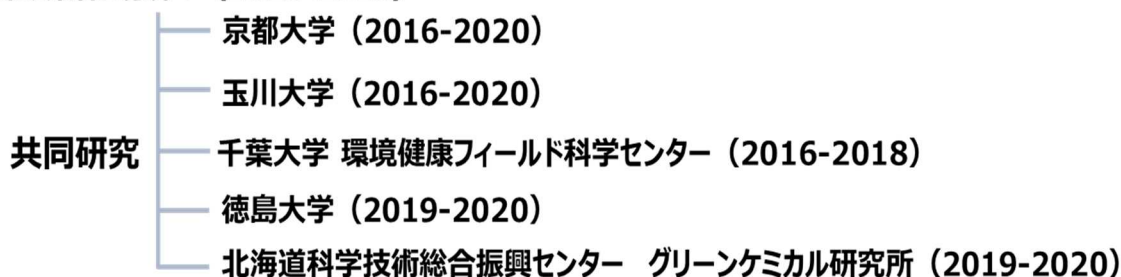 京都大学（2016-2020）
玉川大学（2016-2020）
共同研究
千葉大学 環境健康フィールド科学センター（2016-2018）
徳島大学（2019-2020）
北海道科学技術総合振興センター　グリーンケミカル研究所（2019-2020）